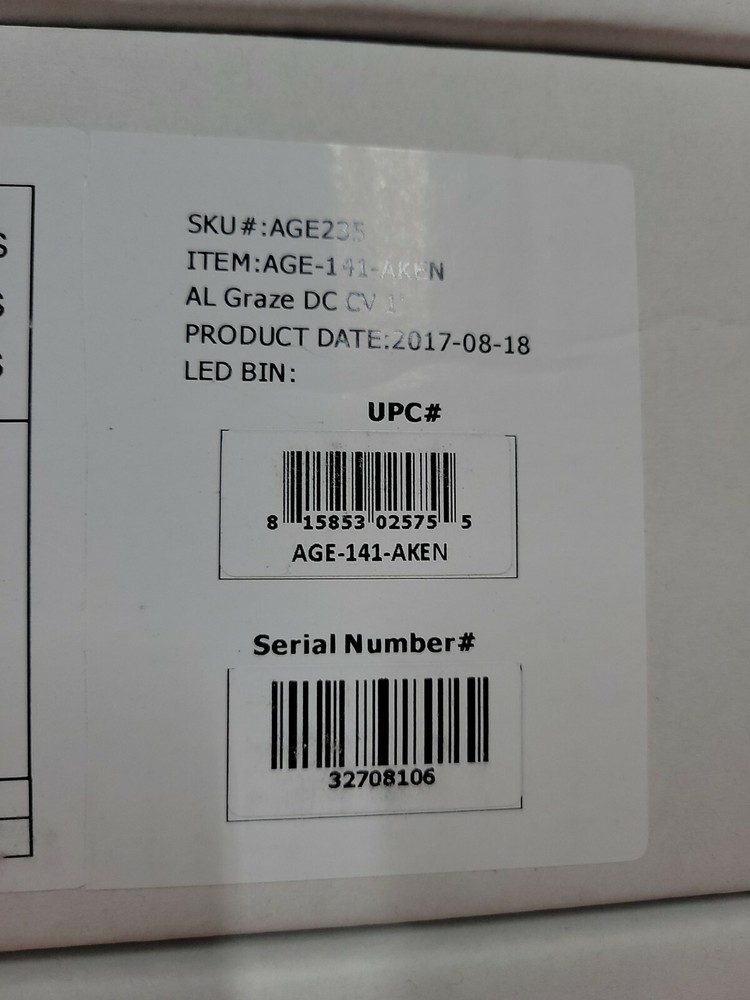 S
SKU#:AGE235
S
ITEM:AGE-141-AKEN
AL Graze DC CV 1'
S
PRODUCT DATE:2017-08-18
LED BIN:
UPC#
8 15853 02575 5
AGE-141-AKEN
Serial Number#
32708106